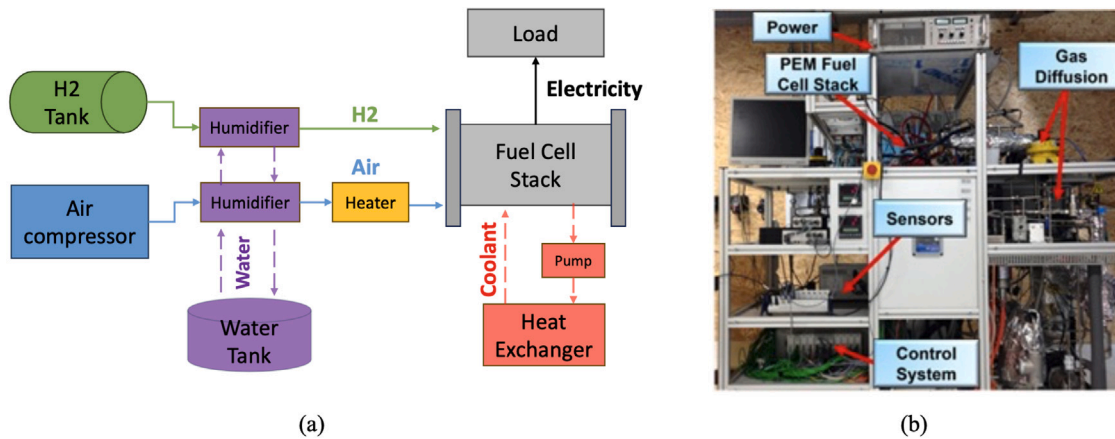 H2
Tank
Air
compressor
Humidifier
Humidifier
Water
Water
Tank
H2
Air
Heater
Load
Electricity
Fuel Cell
Stack
Coolant
Pump
Heat
Exchanger
(a)
Power
PEM Fuel
Cell Stack
Gas
Diffusion
Sensors
Control
System
(b)